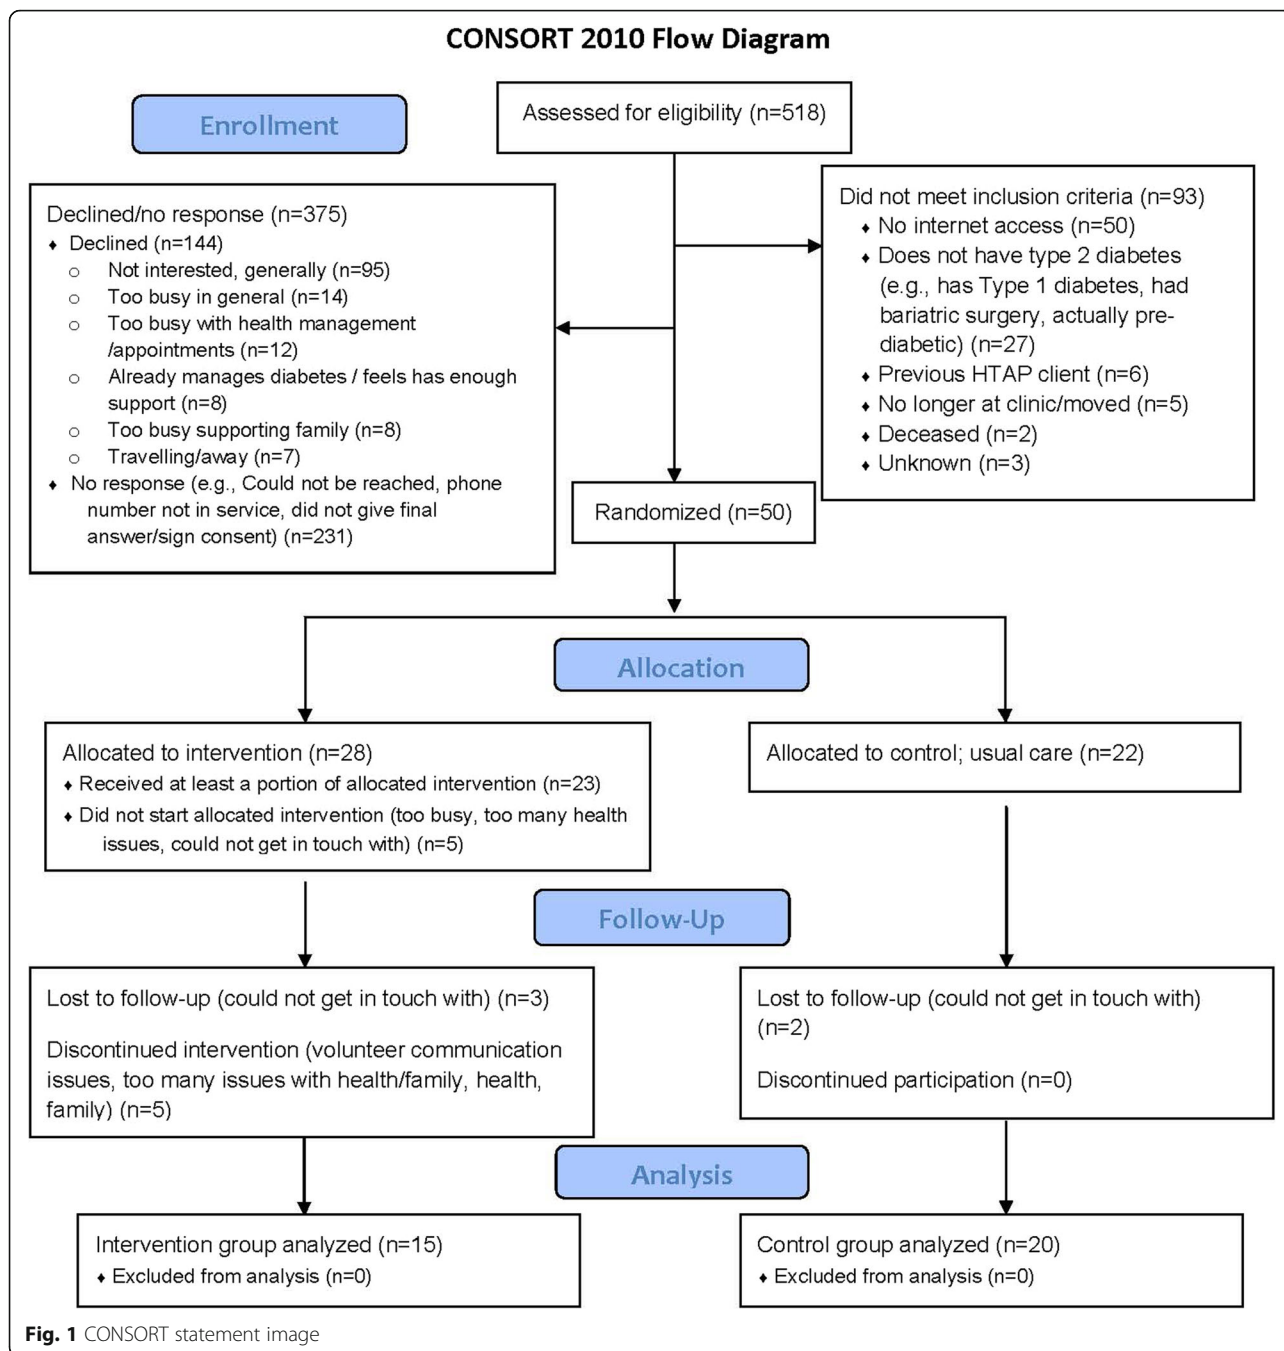 CONSORT 2010 Flow Diagram
Enrollment
Assessed for eligibility (n=518)
Declined/no response (n=375)
♦ Declined (n=144)
o Not interested, generally (n=95)
o Too busy in general (n=14)
o Too busy with health management
/appointments (n=12)
o Already manages diabetes / feels has enough
support (n=8)
o Too busy supporting family (n=8)
o Travelling/away (n=7)
♦ No response (e.g., Could not be reached, phone
number not in service, did not give final
answer/sign consent) (n=231)
Did not meet inclusion criteria (n=93)
♦ No internet access (n=50)
♦ Does not have type 2 diabetes
(e.g., has Type 1 diabetes, had
bariatric surgery, actually pre-
diabetic) (n=27)
♦ Previous HTAP client (n=6)
♦ No longer at clinic/moved (n=5)
♦ Deceased (n=2)
♦ Unknown (n=3)
Randomized (n=50)
Allocation
Allocated to intervention (n=28)
♦ Received at least a portion of allocated intervention (n=23)
♦ Did not start allocated intervention (too busy, too many health
issues, could not get in touch with) (n=5)
Allocated to control; usual care (n=22)
Follow-Up
Lost to follow-up (could not get in touch with) (n=3)
Discontinued intervention (volunteer communication
issues, too many issues with health/family, health,
family) (n=5)
Lost to follow-up (could not get in touch with)
(n=2)
Discontinued participation (n=0)
Analysis
Intervention group analyzed (n=15)
♦ Excluded from analysis (n=0)
Control group analyzed (n=20)
♦ Excluded from analysis (n=0)
Fig. 1 CONSORT statement image